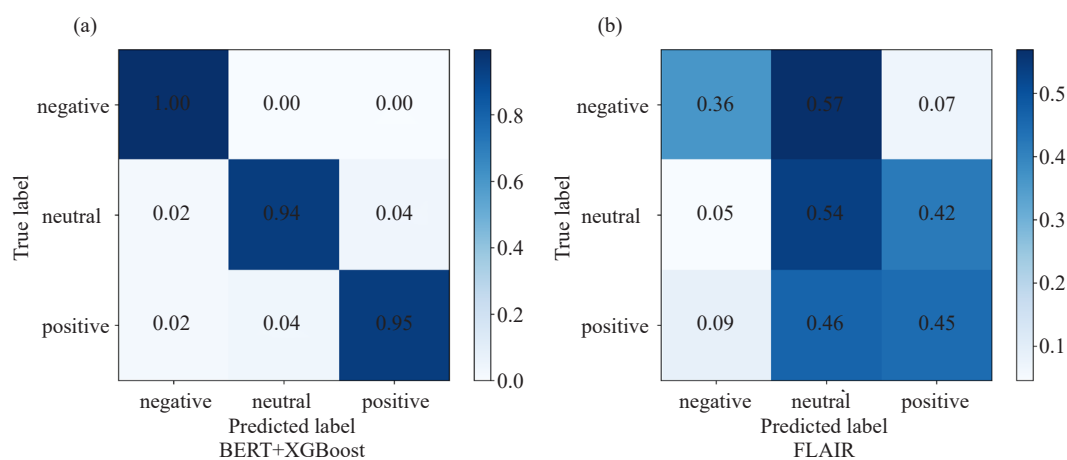 (a)
negative 1.00 0.00 0.00
neutral 0.02 0.94 0.04
positive 0.02 0.04 0.95
True label
negative neutral positive
Predicted label
BERT+XGBoost
0.8
0.6
0.4
0.2
0.0
(b)
negative 0.36 0.57 0.07
neutral 0.05 0.54 0.42
positive 0.09 0.46 0.45
True label
negative neutral̀ positive
Predicted label
FLAIR
0.5
0.4
0.3
0.2
0.1